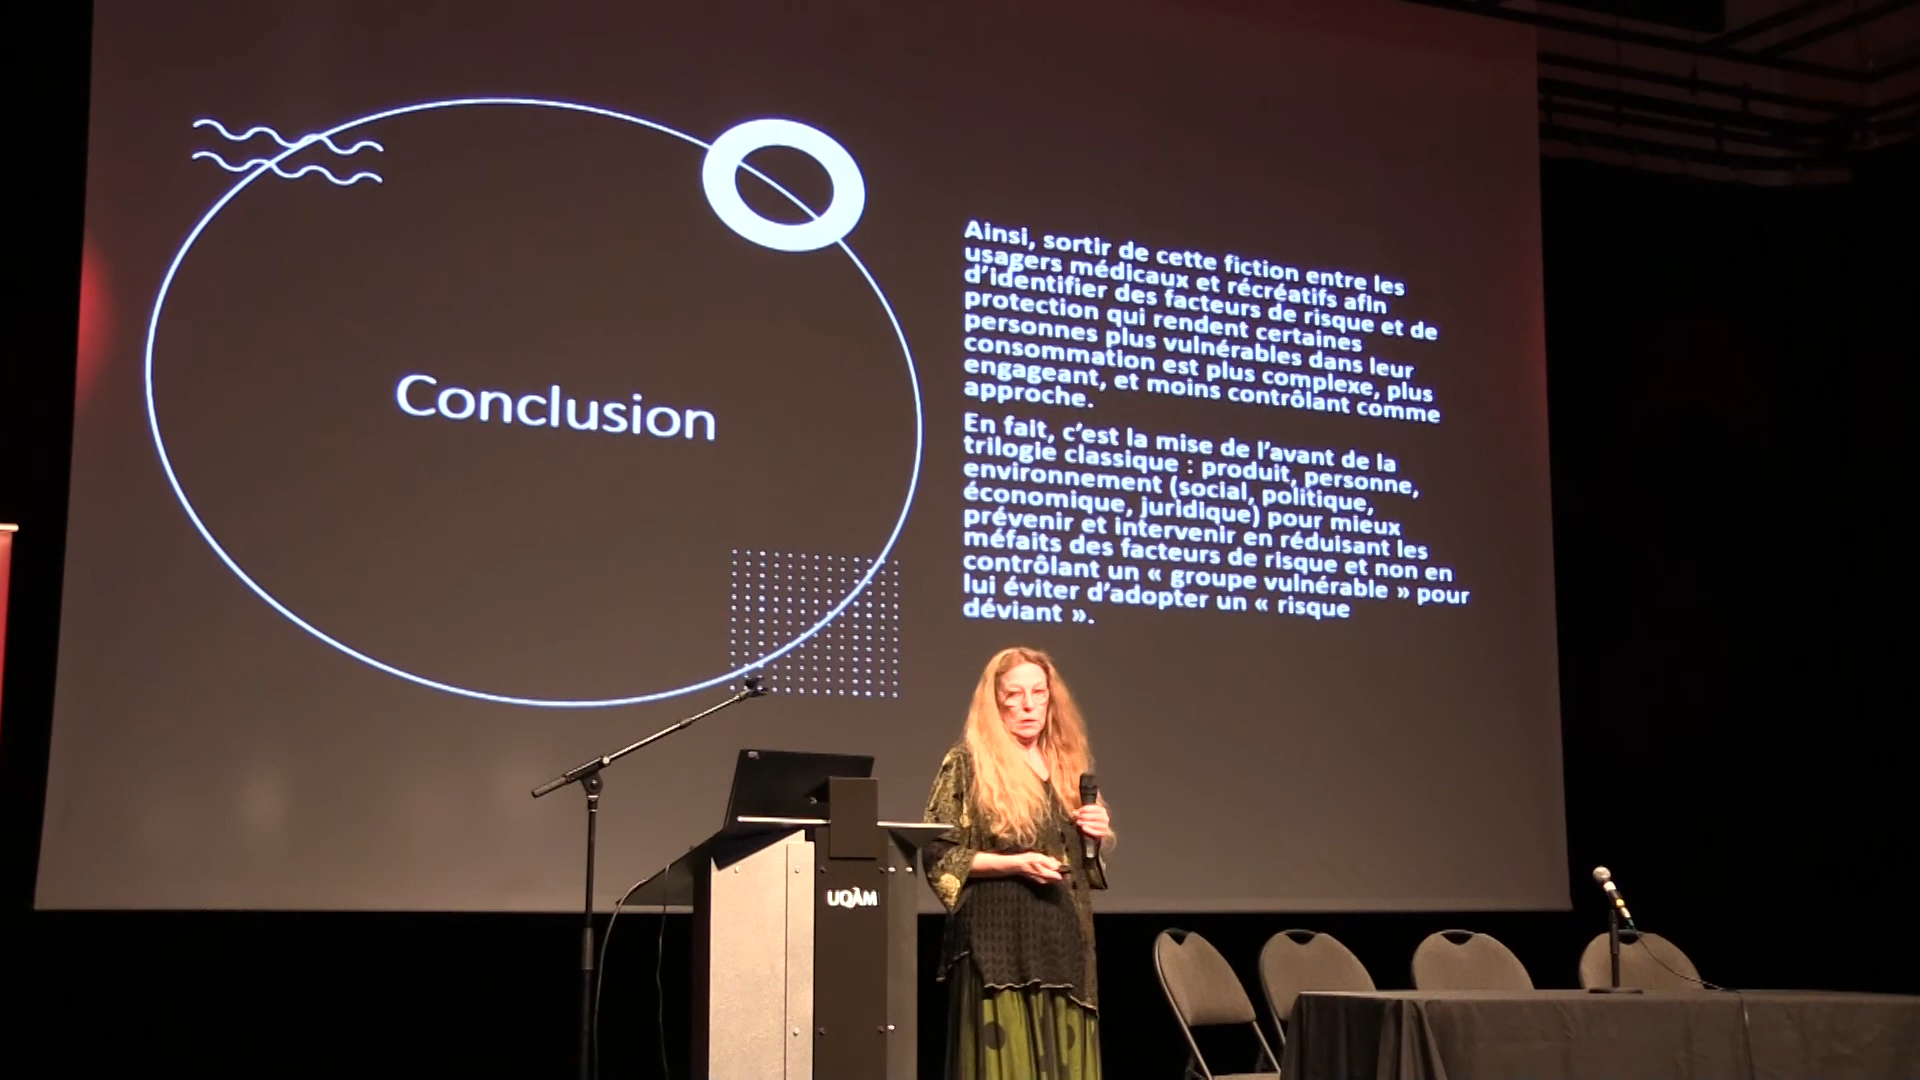 Conclusion
Ainsi, sortir de cette fiction entre les
usagers médicaux et récréatifs afin
d'identifier des facteurs de risque et de
protection qui rendent certaines
personnes plus vulnérables dans leur
consommation est plus complexe, plus
engageant, et moins contrôlant comme
approche.
En fait, c'est la mise de l'avant de la
trilogie classique : produit, personne,
environnement (social, politique,
économique, juridique) pour mieux
prévenir et intervenir en réduisant les
méfaits des facteurs de risque et non en
contrôlant un « groupe vulnérable » pour
lui éviter d'adopter un « risque
déviant ».
UQÀM